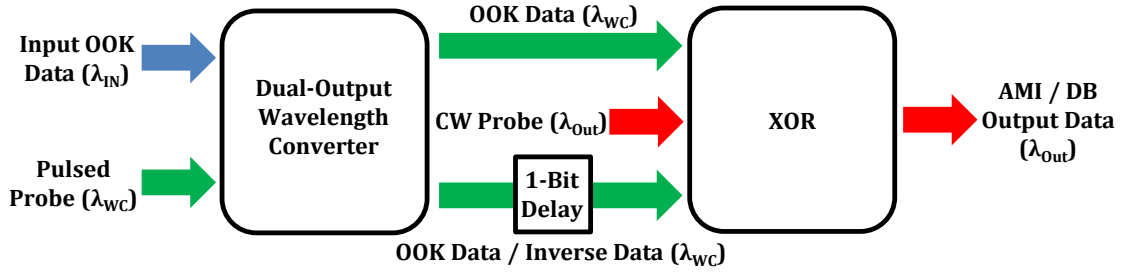 Input OOK
Data (λIN)
Pulsed
Probe (λWC)
Dual-Output
Wavelength
Converter
OOK Data (λWC)
CW Probe (λOut)
1-Bit
Delay
OOK Data / Inverse Data (λWC)
XOR
AMI / DB
Output Data
(λOut)